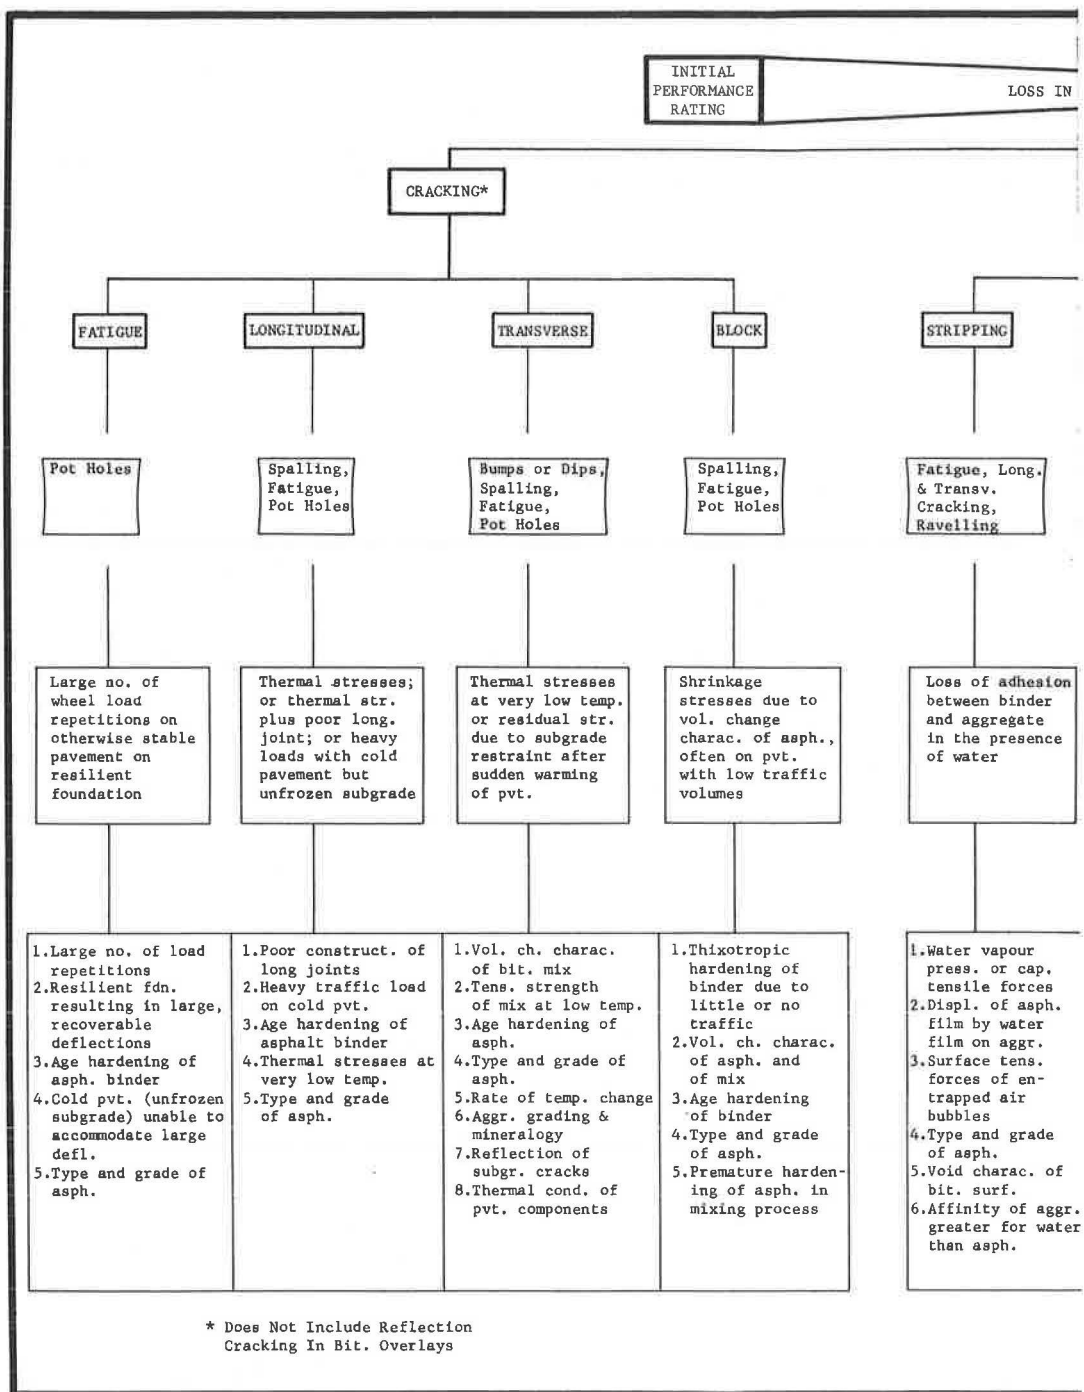 INITIAL
PERFORMANCE
RATING
LOSS IN
CRACKING*
FATIGUE
LONGITUDINAL
TRANSVERSE
BLOCK
STRIPPING
Pot Holes
Spalling,
Fatigue,
Pot Holes
Bumps or Dips,
Spalling,
Fatigue,
Pot Holes
Spalling,
Fatigue,
Pot Holes
Fatigue, Long.
& Transv.
Cracking,
Ravelling
Large no. of
wheel load
repetitions on
otherwise stable
pavement on
resilient
foundation
Thermal stresses;
or thermal str.
plus poor long.
joint; or heavy
loads with cold
pavement but
unfrozen subgrade
Thermal stresses
at very low temp.
or residual str.
due to subgrade
restraint after
sudden warming
of pvt.
Shrinkage
stresses due to
vol. change
charac. of asph.,
often on pvt.
with low traffic
volumes
Loss of adhesion
between binder
and aggregate
in the presence
of water
1.Large no. of load
repetitions
2.Resilient fdn.
resulting in large,
recoverable
deflections
3.Age hardening of
asph. binder
4.Cold pvt. (unfrozen
subgrade) unable to
accommodate large
defl.
5.Type and grade of
asph.
1.Poor construct. of
long joints
2.Heavy traffic load
on cold pvt.
3.Age hardening of
asphalt binder
4.Thermal stresses at
very low temp.
5.Type and grade
of asph.
1.Vol. ch. charac.
of bit. mix
2.Tens. strength
of mix at low temp.
3.Age hardening of
asph.
4.Type and grade of
asph.
5.Rate of temp. change
6.Aggr. grading &
mineralogy
7.Reflection of
subgr. cracks
8.Thermal cond. of
pvt. components
1.Thixotropic
hardening of
binder due to
little or no
traffic
2.Vol. ch. charac.
of asph. and
of mix
3.Age hardening
of binder
4.Type and grade
of asph.
5.Premature harden-
ing of asph. in
mixing process
1.Water vapour
press. or cap.
tensile forces
2.Displ. of asph.
film by water
film on aggr.
3.Surface tens.
forces of en-
trapped air
bubbles
4.Type and grade
of asph.
5.Void charac. of
bit. surf.
6.Affinity of aggr.
greater for water
than asph.
* Does Not Include Reflection
Cracking In Bit. Overlays